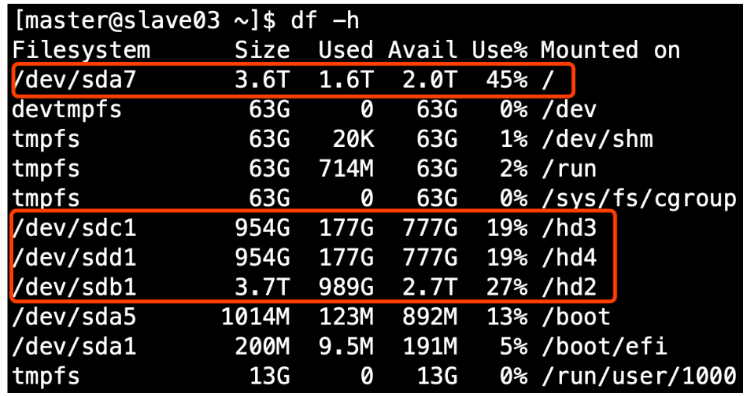 [master@slave03 ~]$ df -h
Filesystem Size Used Avail Use% Mounted on
/dev/sda7 3.6T 1.6T 2.0T 45% /
devtmpfs 63G 0 63G 0% /dev
tmpfs 63G 20K 63G 1% /dev/shm
tmpfs 63G 714M 63G 2% /run
tmpfs 63G 0 63G 0% /sys/fs/cgroup
/dev/sdc1 954G 177G 777G 19% /hd3
/dev/sdd1 954G 177G 777G 19% /hd4
/dev/sdb1 3.7T 989G 2.7T 27% /hd2
/dev/sda5 1014M 123M 892M 13% /boot
/dev/sda1 200M 9.5M 191M 5% /boot/efi
tmpfs 13G 0 13G 0% /run/user/1000